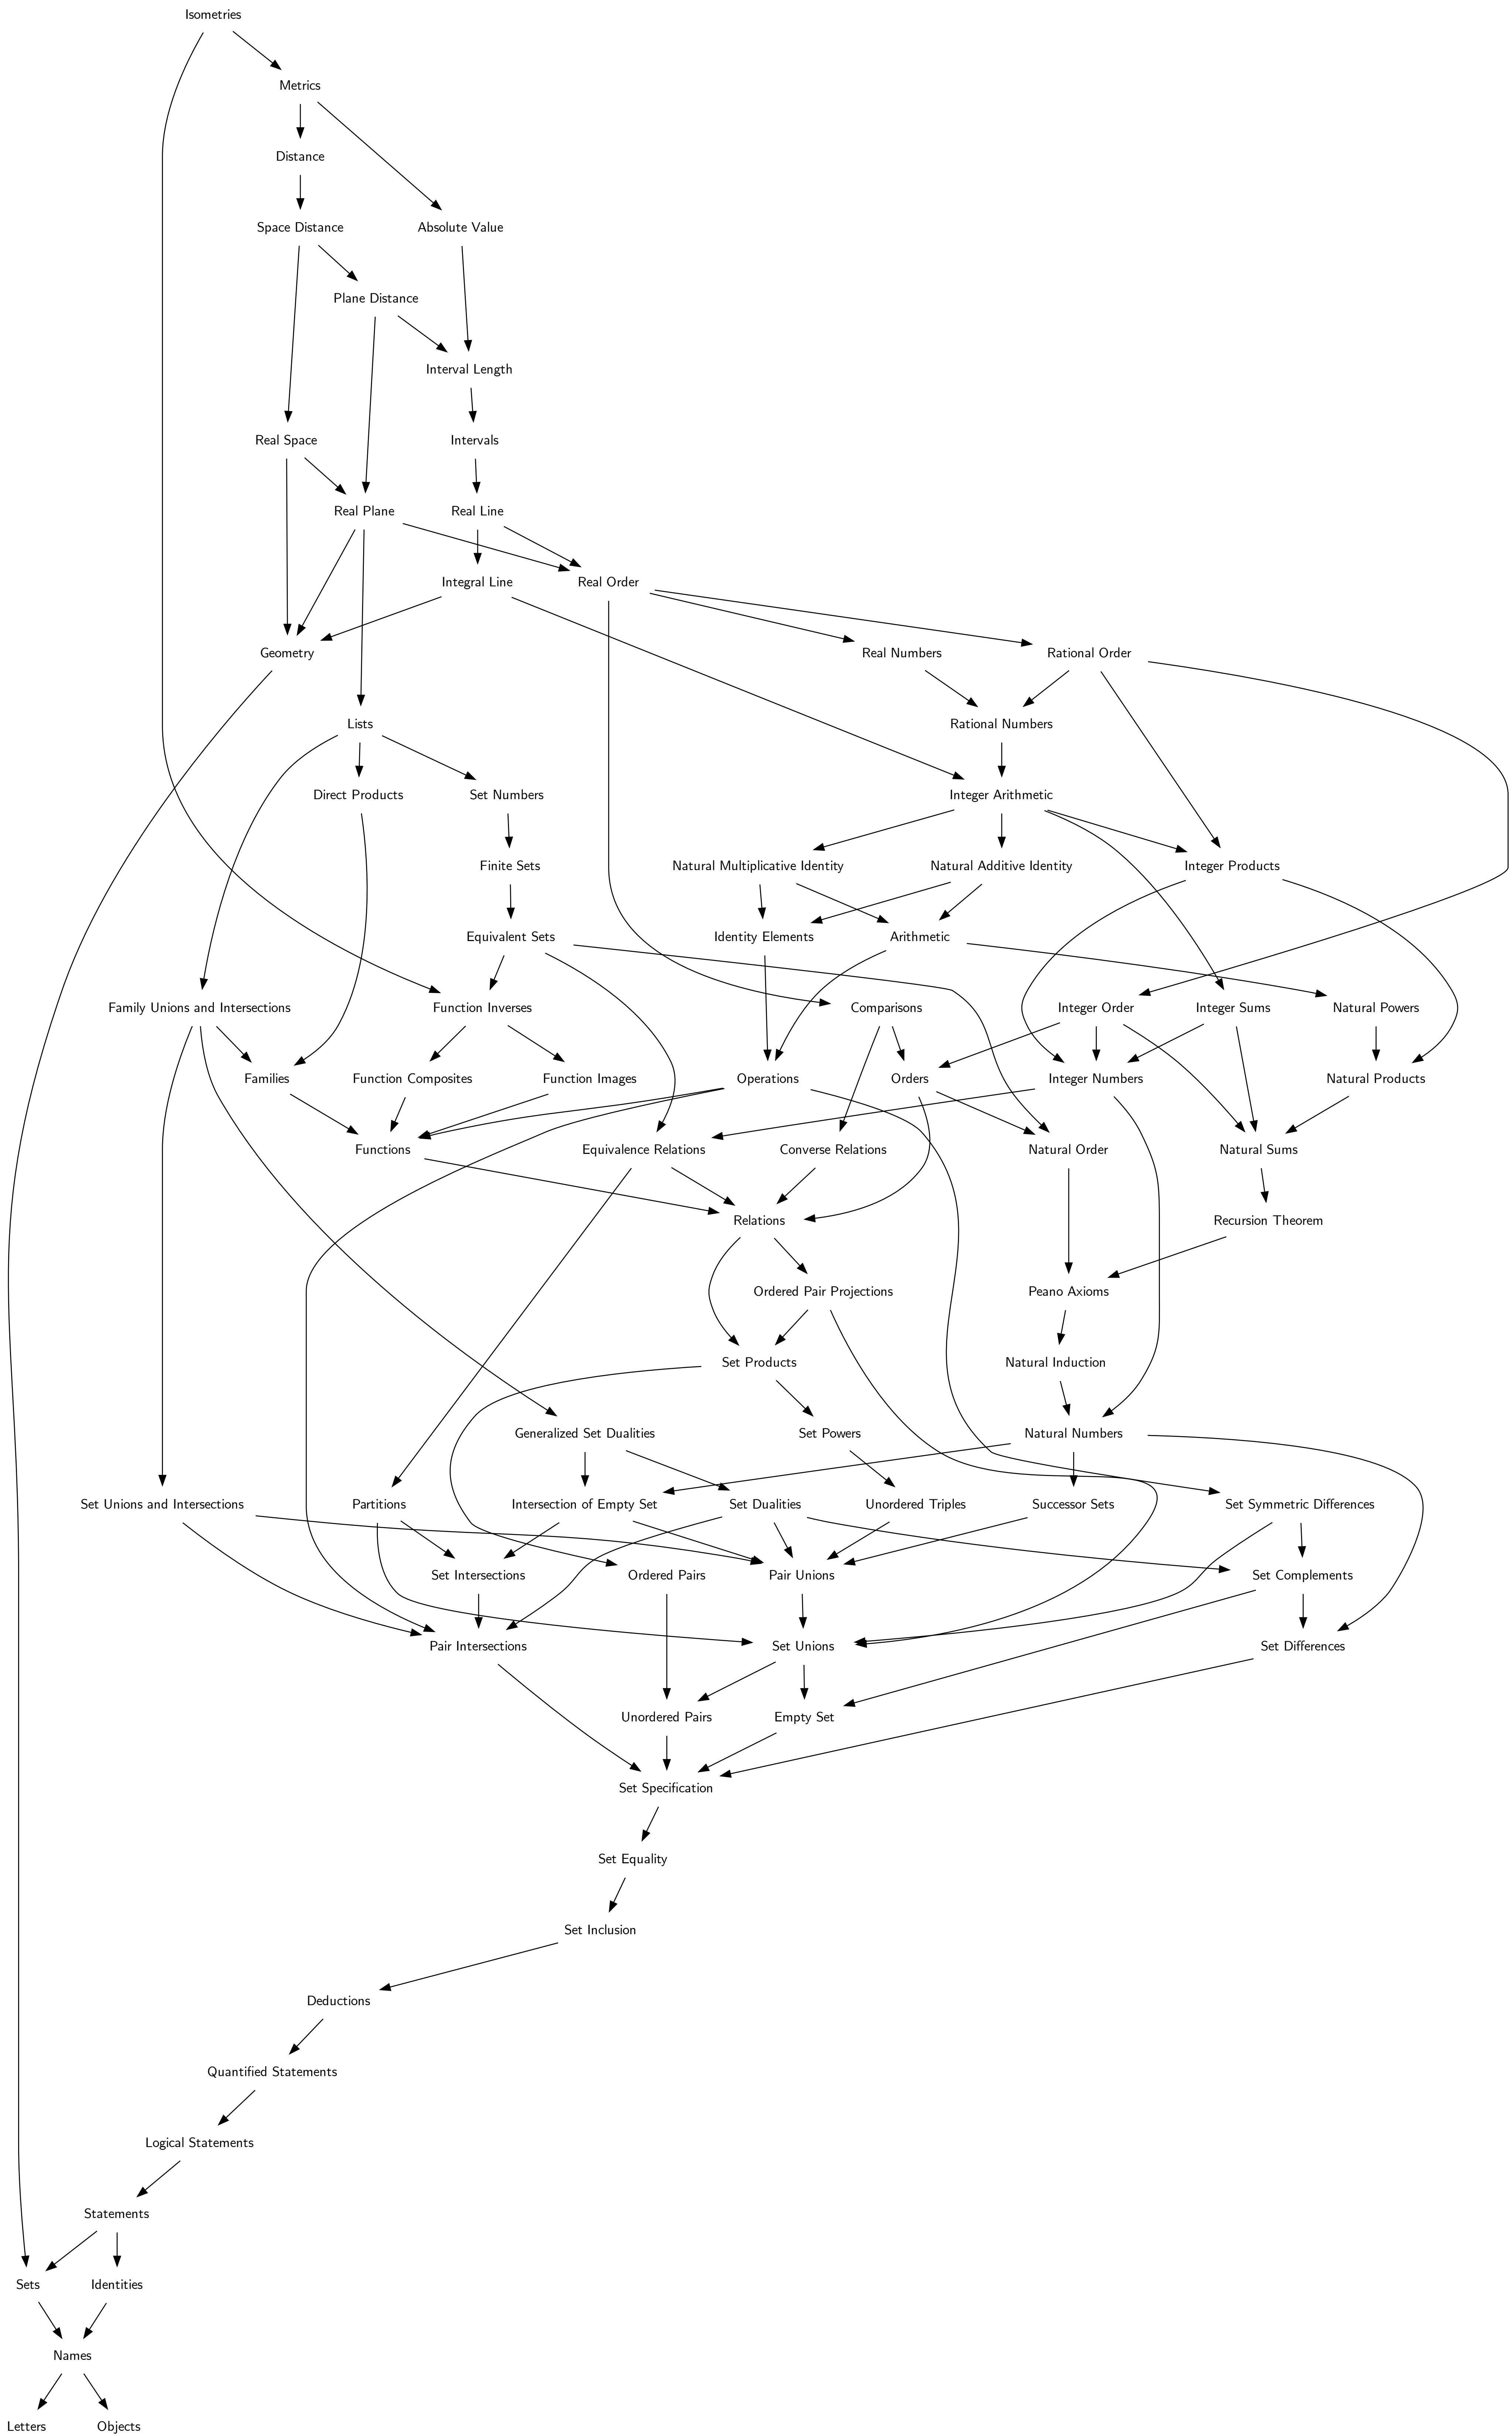 Isometries
Metrics
Distance
Space Distance
Absolute Value
Plane Distance
Interval Length
Real Space
Intervals
Real Plane
Real Line
Integral Line
Real Order
Geometry
Real Numbers
Rational Order
Lists
Rational Numbers
Direct Products
Set Numbers
Integer Arithmetic
Finite Sets
Natural Multiplicative Identity
Natural Additive Identity
Integer Products
Equivalent Sets
Identity Elements
Arithmetic
Family Unions and Intersections
Function Inverses
Comparisons
Integer Order
Integer Sums
Natural Powers
Families
Function Composites
Function Images
Operations
Orders
Integer Numbers
Natural Products
Functions
Equivalence Relations
Converse Relations
Natural Order
Natural Sums
Relations
Recursion Theorem
Ordered Pair Projections
Peano Axioms
Set Products
Natural Induction
Generalized Set Dualities
Set Powers
Natural Numbers
Set Unions and Intersections
Partitions
Intersection of Empty Set
Set Dualities
Unordered Triples
Successor Sets
Set Symmetric Differences
Set Intersections
Ordered Pairs
Pair Unions
Set Complements
Pair Intersections
Set Unions
Set Differences
Unordered Pairs
Empty Set
Set Specification
Set Equality
Set Inclusion
Deductions
Quantified Statements
Logical Statements
Statements
Sets
Identities
Names
Letters
Objects